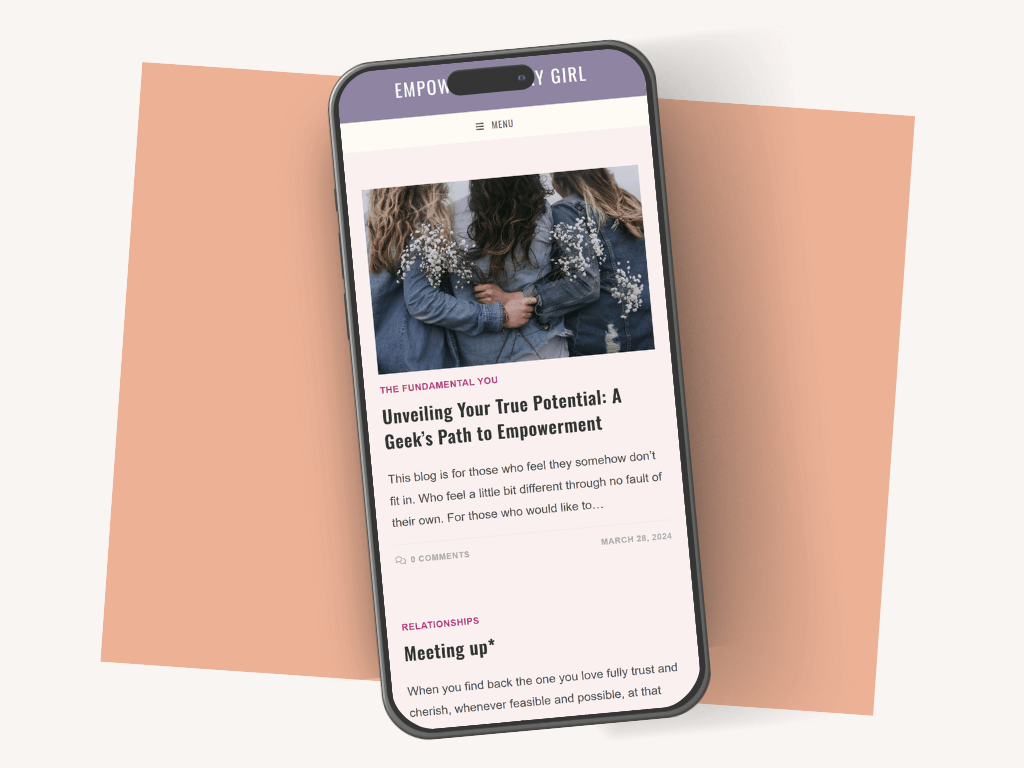 EMPOW Y GIRL
MENU
THE FUNDAMENTAL YOU
Unveiling Your True Potential: A
Geek's Path to Empowerment
This blog is for those who feel they somehow don't
fit in. Who feel a little bit different through no fault of
their own. For those who would like to…
0 COMMENTS
MARCH 28, 2024
RELATIONSHIPS
Meeting up*
When you find back the one you love fully trust and
cherish, whenever feasible and possible, at that